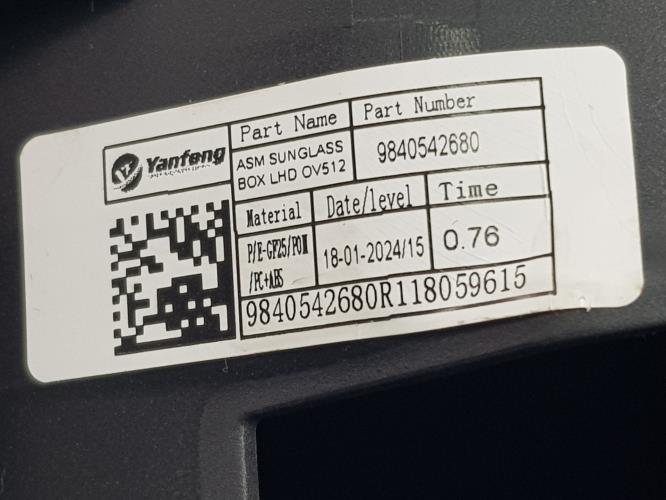 Yanfeng
Part Name
Part Number
ASM SUNGLASS
BOX LHD OV512
9840542680
Material
Date/level
Time
P/E-GF25/POM
/PC+ABS
18-01-2024/15
0.76
9840542680R118059615